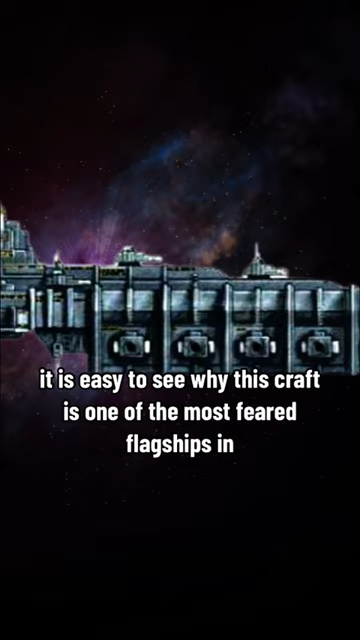 it is easy to see why this craft
is one of the most feared
flagships in